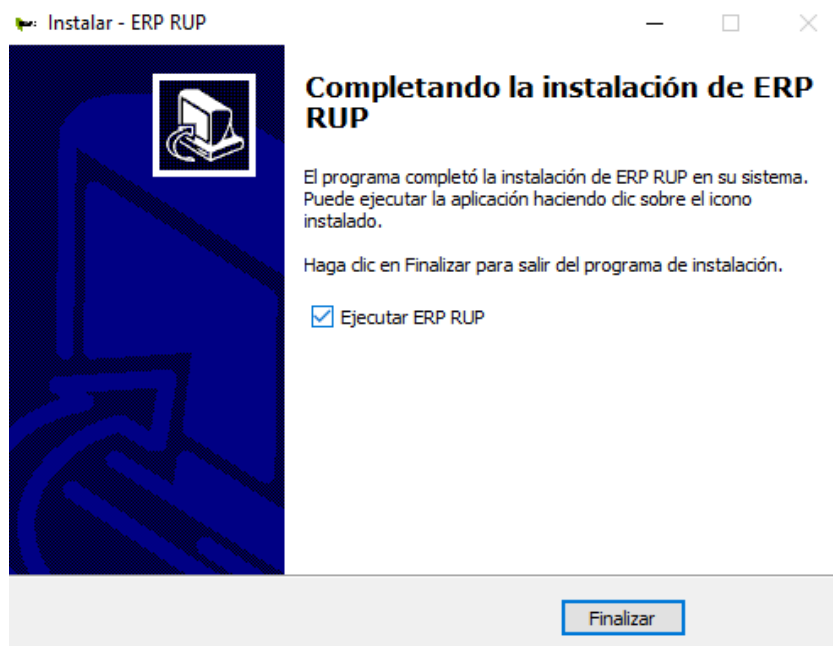 Instalar - ERP RUP
Completando la instalación de ERP
RUP
El programa completó la instalación de ERP RUP en su sistema.
Puede ejecutar la aplicación haciendo clic sobre el icono
instalado.
Haga clic en Finalizar para salir del programa de instalación.
Ejecutar ERP RUP
Finalizar